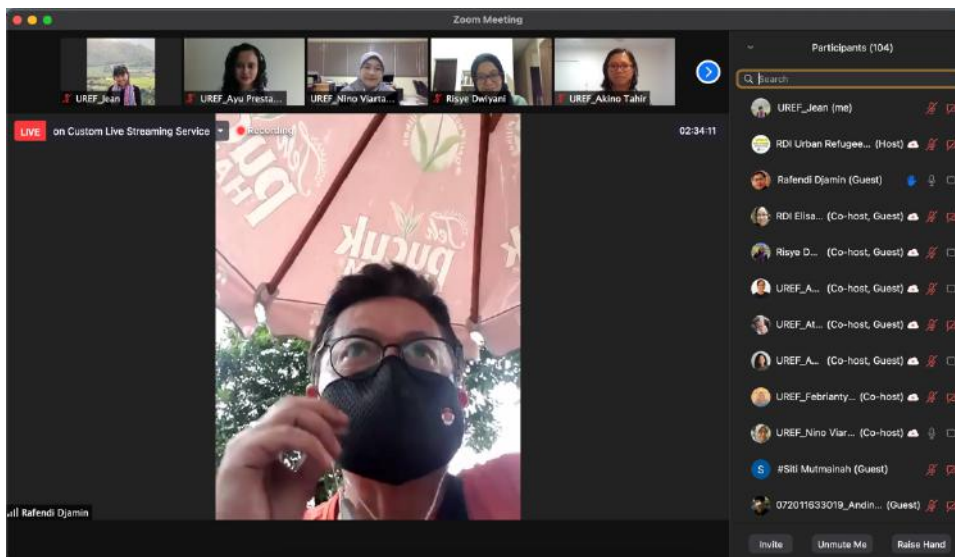 Zoom Meeting
UREF_Jean
UREF_Ayu Presta...
UREF_Nino Viarta...
Risye Dwiyani
UREF_Akino Tahir
LIVE on Custom Live Streaming Service
Recording
02:34:11
Teh
pucuk
Rafendi Djamin
Participants (104)
Search
UREF_Jean (me)
RDI Urban Refugee... (Host)
Rafendi Djamin (Guest)
RDI Elisa... (Co-host, Guest)
Risye D... (Co-host, Guest)
UREF_A... (Co-host, Guest)
UREF_At... (Co-host, Guest)
UREF_A... (Co-host, Guest)
UREF_Febrianty... (Co-host)
UREF_Nino Viar... (Co-host)
S #Siti Mutmainah (Guest)
072011633019_Andin... (Guest)
Invite Unmute Me Raise Hand